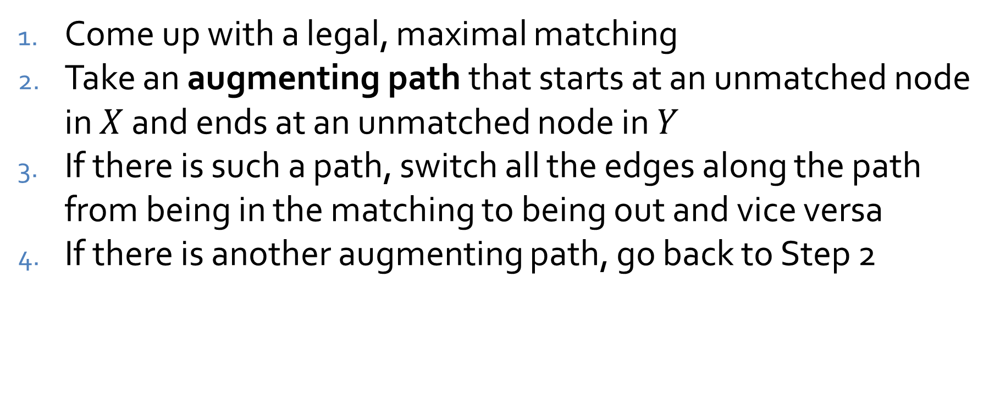 1. Come up with a legal, maximal matching
2. Take an augmenting path that starts at an unmatched node
in X and ends at an unmatched node in Y
3. If there is such a path, switch all the edges along the path
from being in the matching to being out and vice versa
4. If there is another augmenting path, go back to Step 2